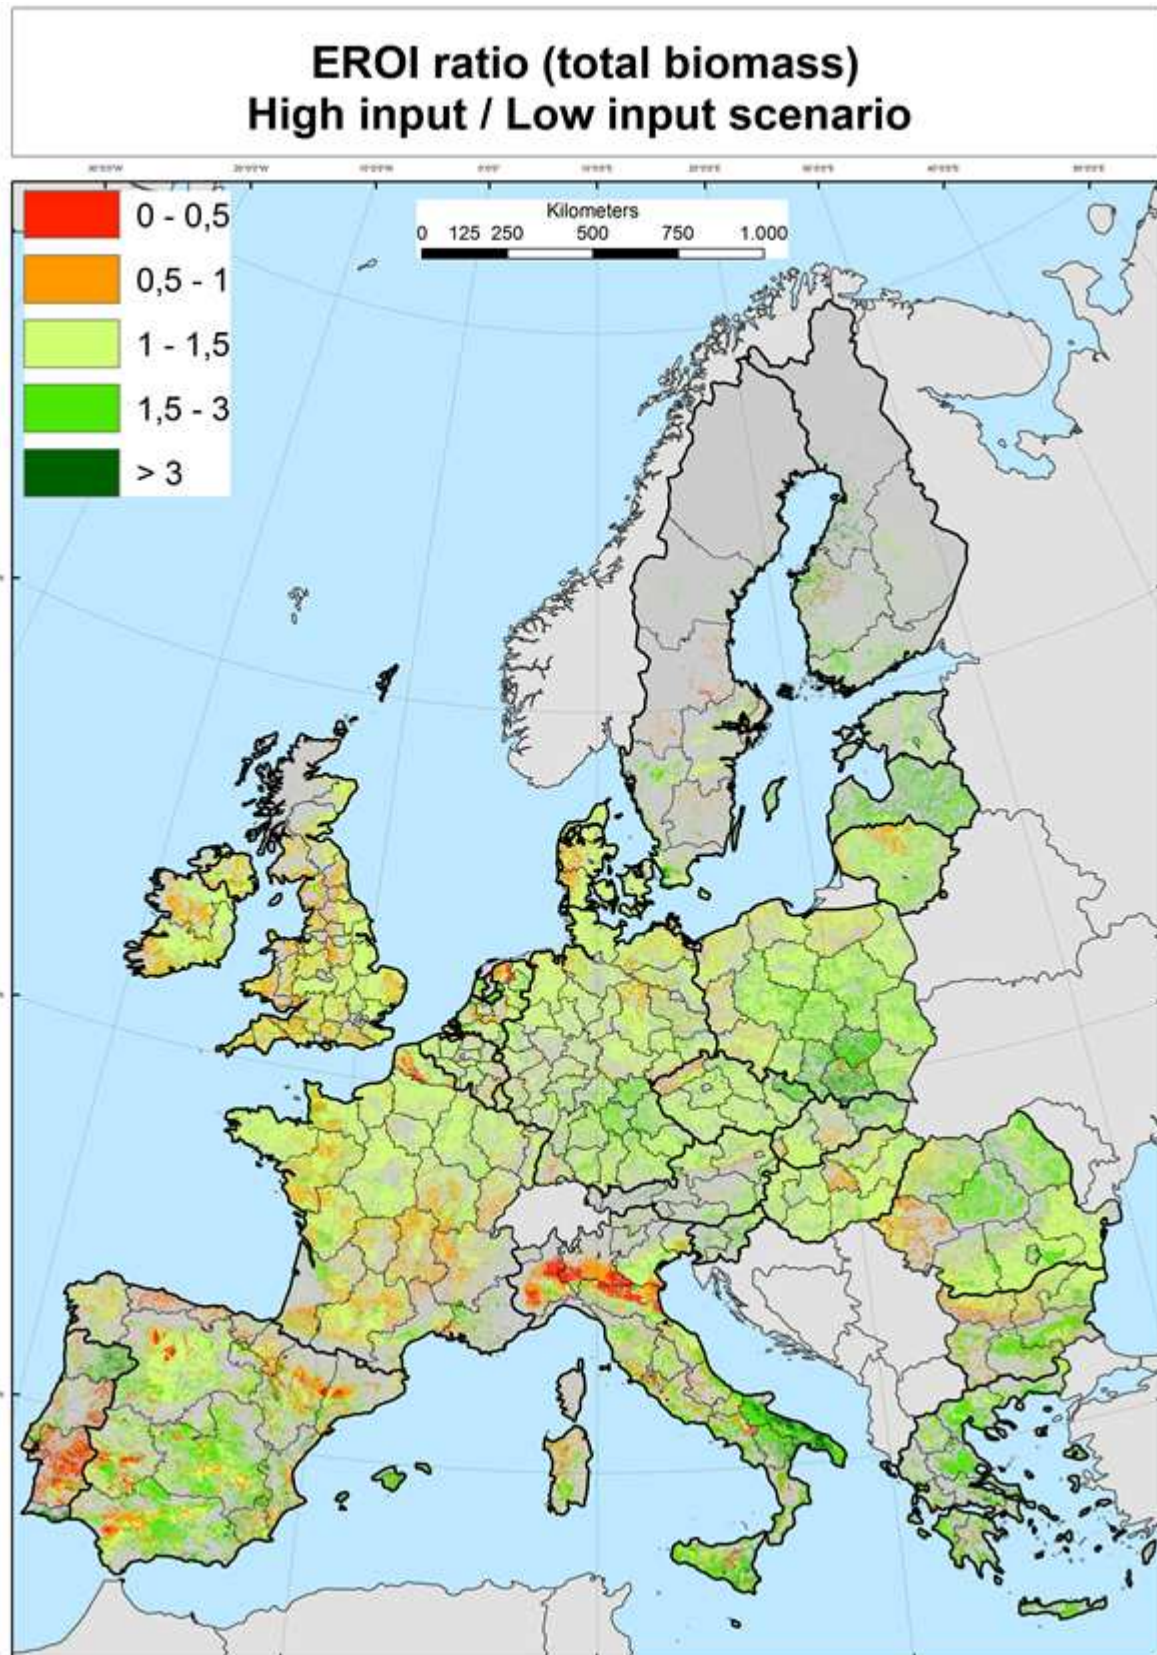 EROI ratio (total biomass)
High input / Low input scenario
0 - 0,5
0,5 - 1
1 - 1,5
1,5 - 3
> 3
Kilometers
0 125 250 500 750 1.000